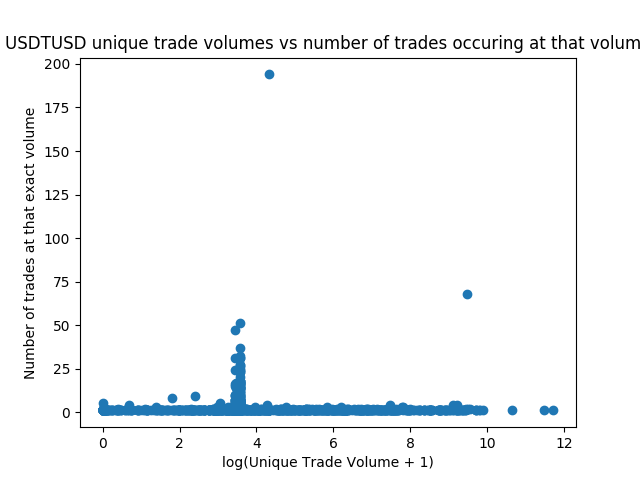 USDTUSD unique trade volumes vs number of trades occuring at that volum
200
175
150
125
100
75
50
25
0
Number of trades at that exact volume
0 2 4 6 8 10 12
log(Unique Trade Volume + 1)